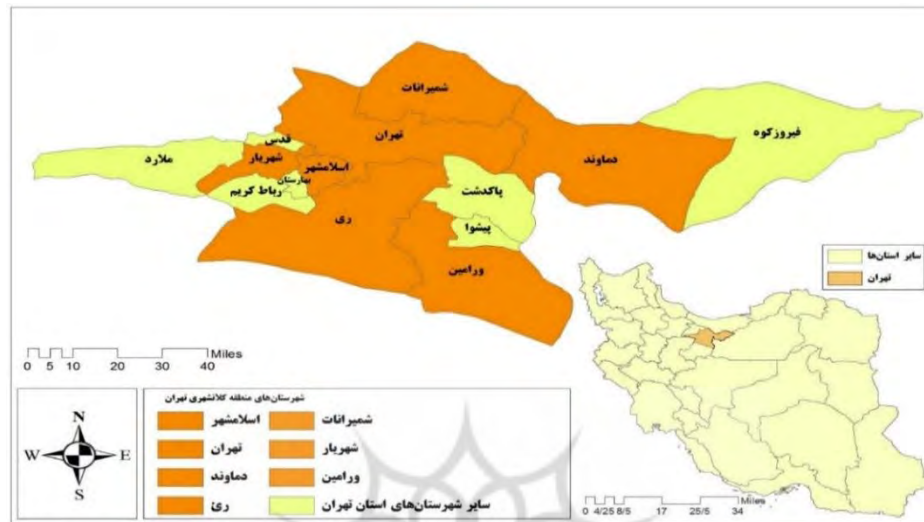 شمیرانات
فیروزکوه
تهران
قدس
دماوند
ملارد
شهریار
اسلامشهر
بهارستان
رباط کریم
پاکدشت
ری
پیشوا
ورامین
سایر استان‌ها
تهران
Miles
0 5 10 20 30 40
شهرستان‌های منطقه کلانشهری تهران
شمیرانات
اسلامشهر
شهریار
تهران
ورامین
دماوند
سایر شهرستان‌های استان تهران
رئ
N
W E
S
Miles
0 4/25 8/5 25/5 34